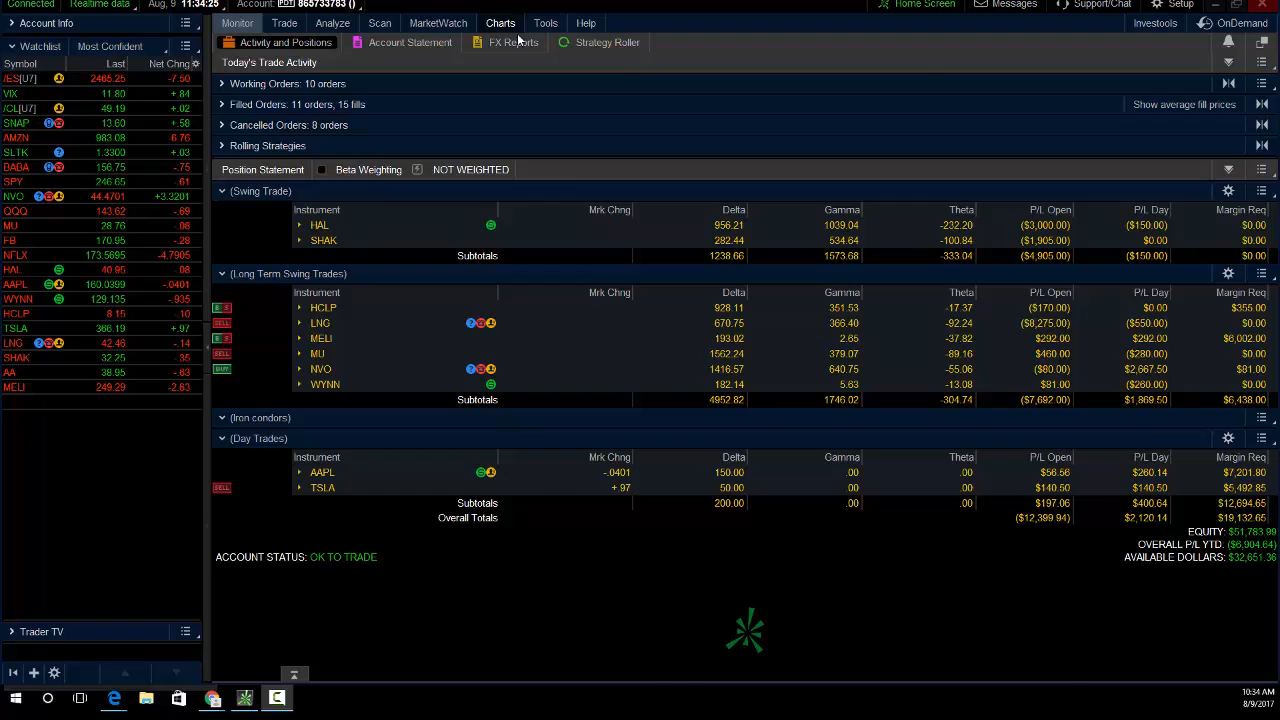 Connected Realtime data Aug, 9 11:34:25 Account: PDT 865733783 () Home Screen Messages Support/Chat Setup
Account Info
Monitor Trade Analyze Scan MarketWatch Charts Tools Help Investools OnDemand
Watchlist Most Confident
Activity and Positions Account Statement FX Reports Strategy Roller
Symbol Last Net Chng
Today's Trade Activity
/ES[U7] 2465.25 -7.50
Working Orders: 10 orders
VIX 11.80 +.84
Filled Orders: 11 orders, 15 fills Show average fill prices
/CL[U7] 49.19 +.02
Cancelled Orders: 8 orders
SNAP 13.60 +.58
AMZN 983.08 6.76
Rolling Strategies
SLTK 1.3300 +.03
BABA 156.75 -.75
Position Statement Beta Weighting NOT WEIGHTED
SPY 246.65 -.61
(Swing Trade)
NVO 44.4701 +3.3201
QQQ 143.62 -.69
Instrument Mrk Chng Delta Gamma Theta P/L Open P/L Day Margin Req
MU 28.76 -.08
HAL 956.21 1039.04 -232.20 ($3,000.00) ($150.00) $0.00
FB 170.95 -.28
SHAK 282.44 534.64 -100.84 ($1,905.00) $0.00 $0.00
NFLX 173.5695 -4.7905
Subtotals 1238.66 1573.68 -333.04 ($4,905.00) ($150.00) $0.00
HAL 40.95 -.08
(Long Term Swing Trades)
AAPL 160.0399 -.0401
Instrument Mrk Chng Delta Gamma Theta P/L Open P/L Day Margin Req
WYNN 129.135 -.935
B S HCLP 928.11 351.53 -17.37 ($170.00) ($20.00) $355.00
HCLP 8.15 -.10
SELL LNG 670.75 366.40 -92.24 ($8,275.00) ($550.00) $0.00
TSLA 366.19 +.97
B S MELI 193.02 2.65 -37.82 $292.00 $292.00 $6,002.00
LNG 42.46 -.14
SELL MU 1562.24 379.07 -89.16 $460.00 ($280.00) $0.00
SHAK 32.25 -.35
BUY NVO 1416.57 640.75 -55.06 ($80.00) $2,667.50 $81.00
AA 38.95 -.63
WYNN 182.14 5.63 -13.08 $81.00 ($260.00) $0.00
MELI 249.29 -2.83
Subtotals 4952.82 1746.02 -304.74 ($7,692.00) $1,869.50 $6,438.00
(Iron condors)
(Day Trades)
Instrument Mrk Chng Delta Gamma Theta P/L Open P/L Day Margin Req
AAPL -.0401 150.00 .00 .00 $56.56 $260.14 $7,201.80
SELL TSLA +.97 50.00 .00 .00 $140.50 $140.50 $5,492.85
Subtotals 200.00 .00 .00 $197.06 $400.64 $12,694.65
Overall Totals ($12,399.94) $2,120.14 $19,132.65
EQUITY: $51,783.99
OVERALL P/L YTD: ($6,904.64)
ACCOUNT STATUS: OK TO TRADE AVAILABLE DOLLARS: $32,651.36
Trader TV
10:34 AM
8/9/2017